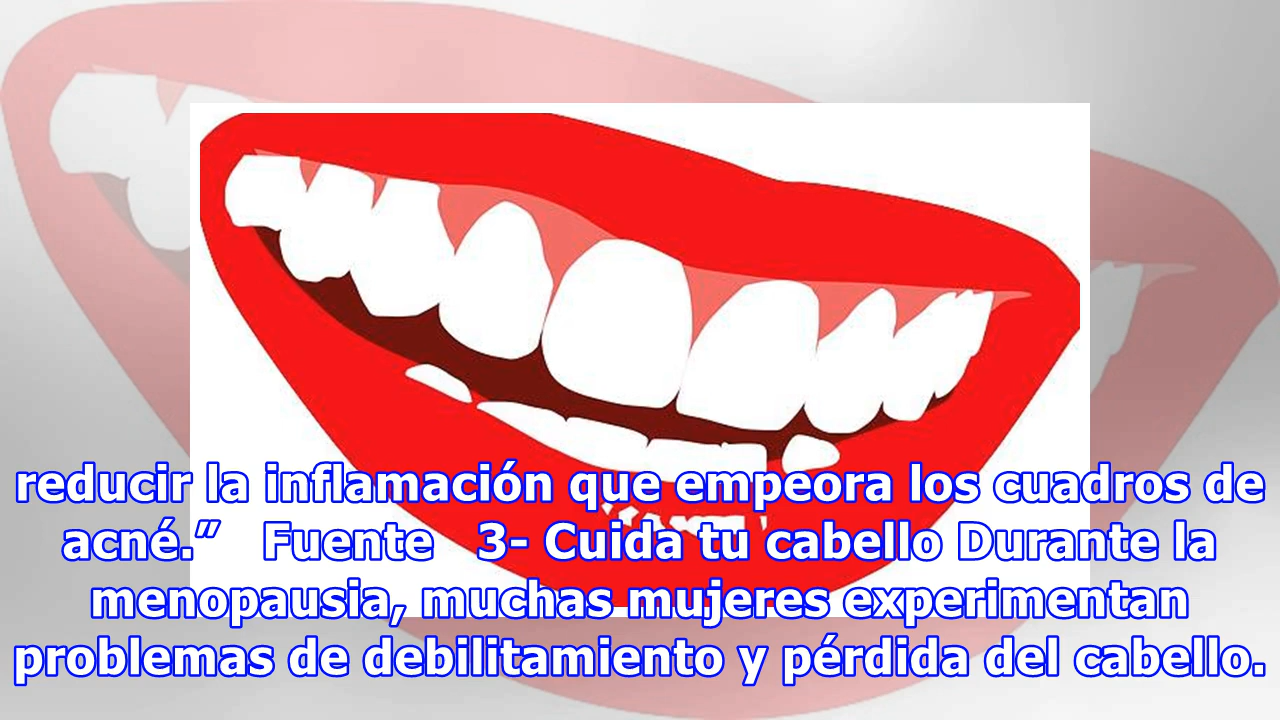 reducir la inflamación que empeora los cuadros de
acné.” Fuente 3- Cuida tu cabello Durante la
menopausia, muchas mujeres experimentan
problemas de debilitamiento y pérdida del cabello.